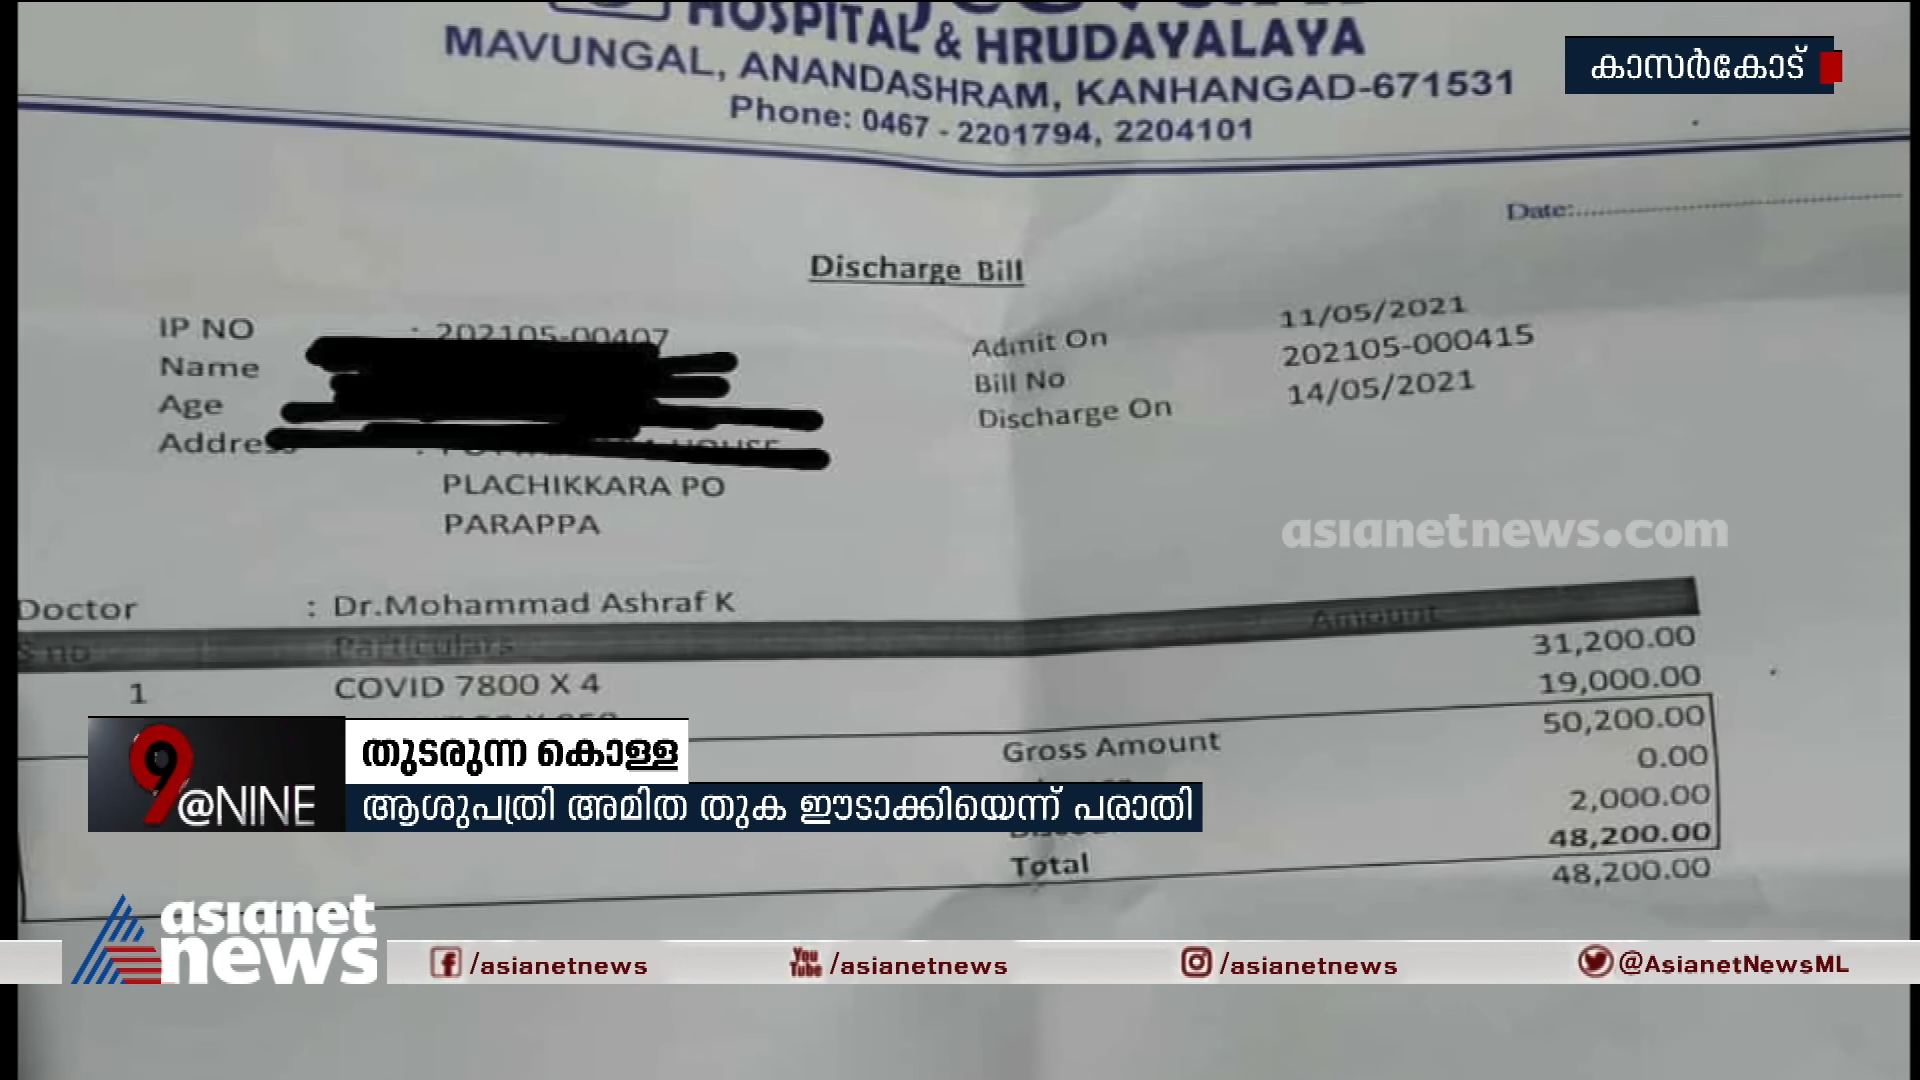 HOSPITAL & HRUDAYALAYA
MAVUNGAL, ANANDASHRAM, KANHANGAD-671531
Phone: 0467 - 2201794, 2204101
കാസർകോട്
Date:
Discharge Bill
IP NO : 202105-00407
Name
Age
Address : HOUSE
PLACHIKKARA PO
PARAPPA
Admit On 11/05/2021
Bill No 202105-000415
Discharge On 14/05/2021
asianetnews.com
Doctor : Dr.Mohammad Ashraf K
S no Particulars Amount
1 COVID 7800 X 4 31,200.00
19,000.00
Gross Amount 50,200.00
0.00
2,000.00
48,200.00
Total 48,200.00
9@NINE
തുടരുന്ന കൊള്ള
ആശുപത്രി അമിത തുക ഈടാക്കിയെന്ന് പരാതി
asianet news
/asianetnews
You Tube /asianetnews
/asianetnews
@AsianetNewsML